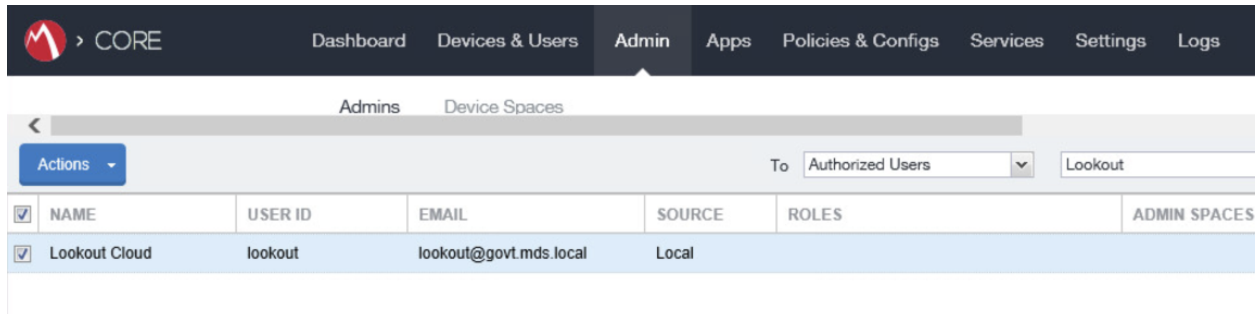 > CORE Dashboard Devices & Users Admin Apps Policies & Configs Services Settings Logs
Admins Device Spaces
Actions To Authorized Users Lookout
NAME USER ID EMAIL SOURCE ROLES ADMIN SPACES
Lookout Cloud lookout lookout@govt.mds.local Local